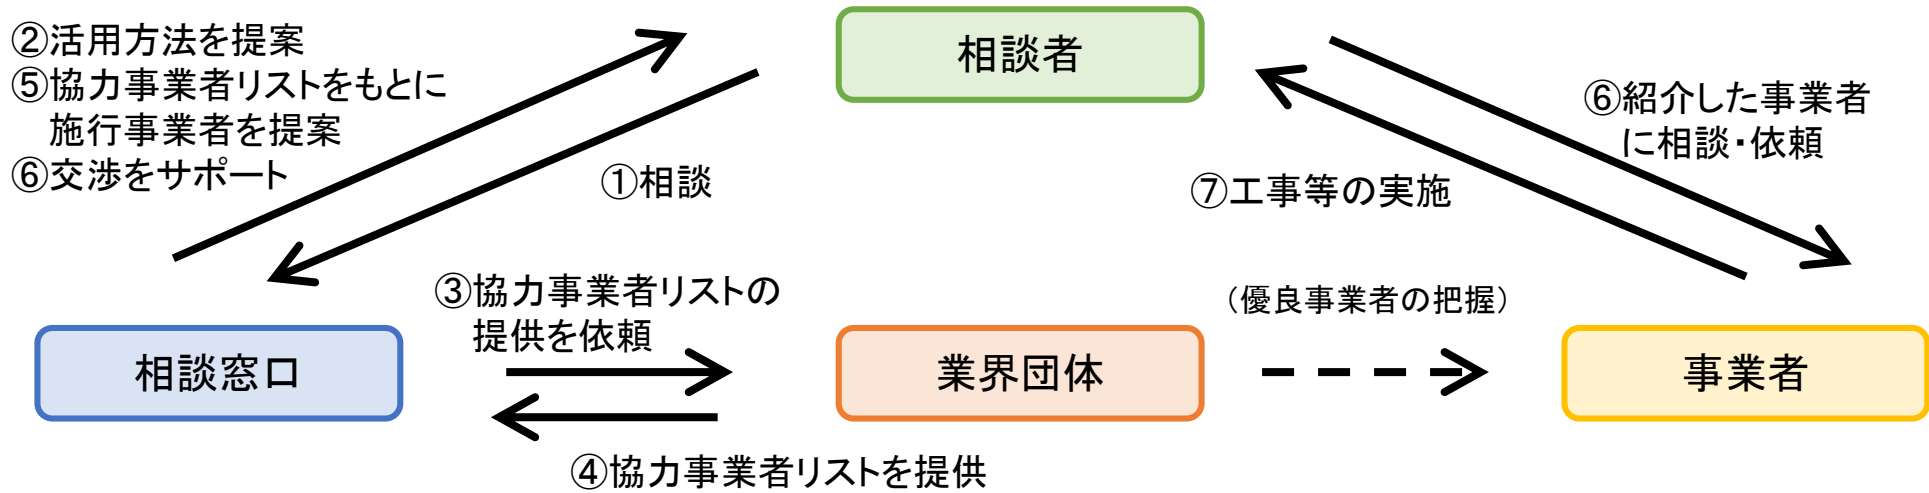 ②活用方法を提案
⑤協力事業者リストをもとに
施行事業者を提案
⑥交渉をサポート
相談者
⑥紹介した事業者
に相談・依頼
①相談
⑦工事等の実施
③協力事業者リストの
提供を依頼
（優良事業者の把握）
相談窓口
業界団体
事業者
④協力事業者リストを提供